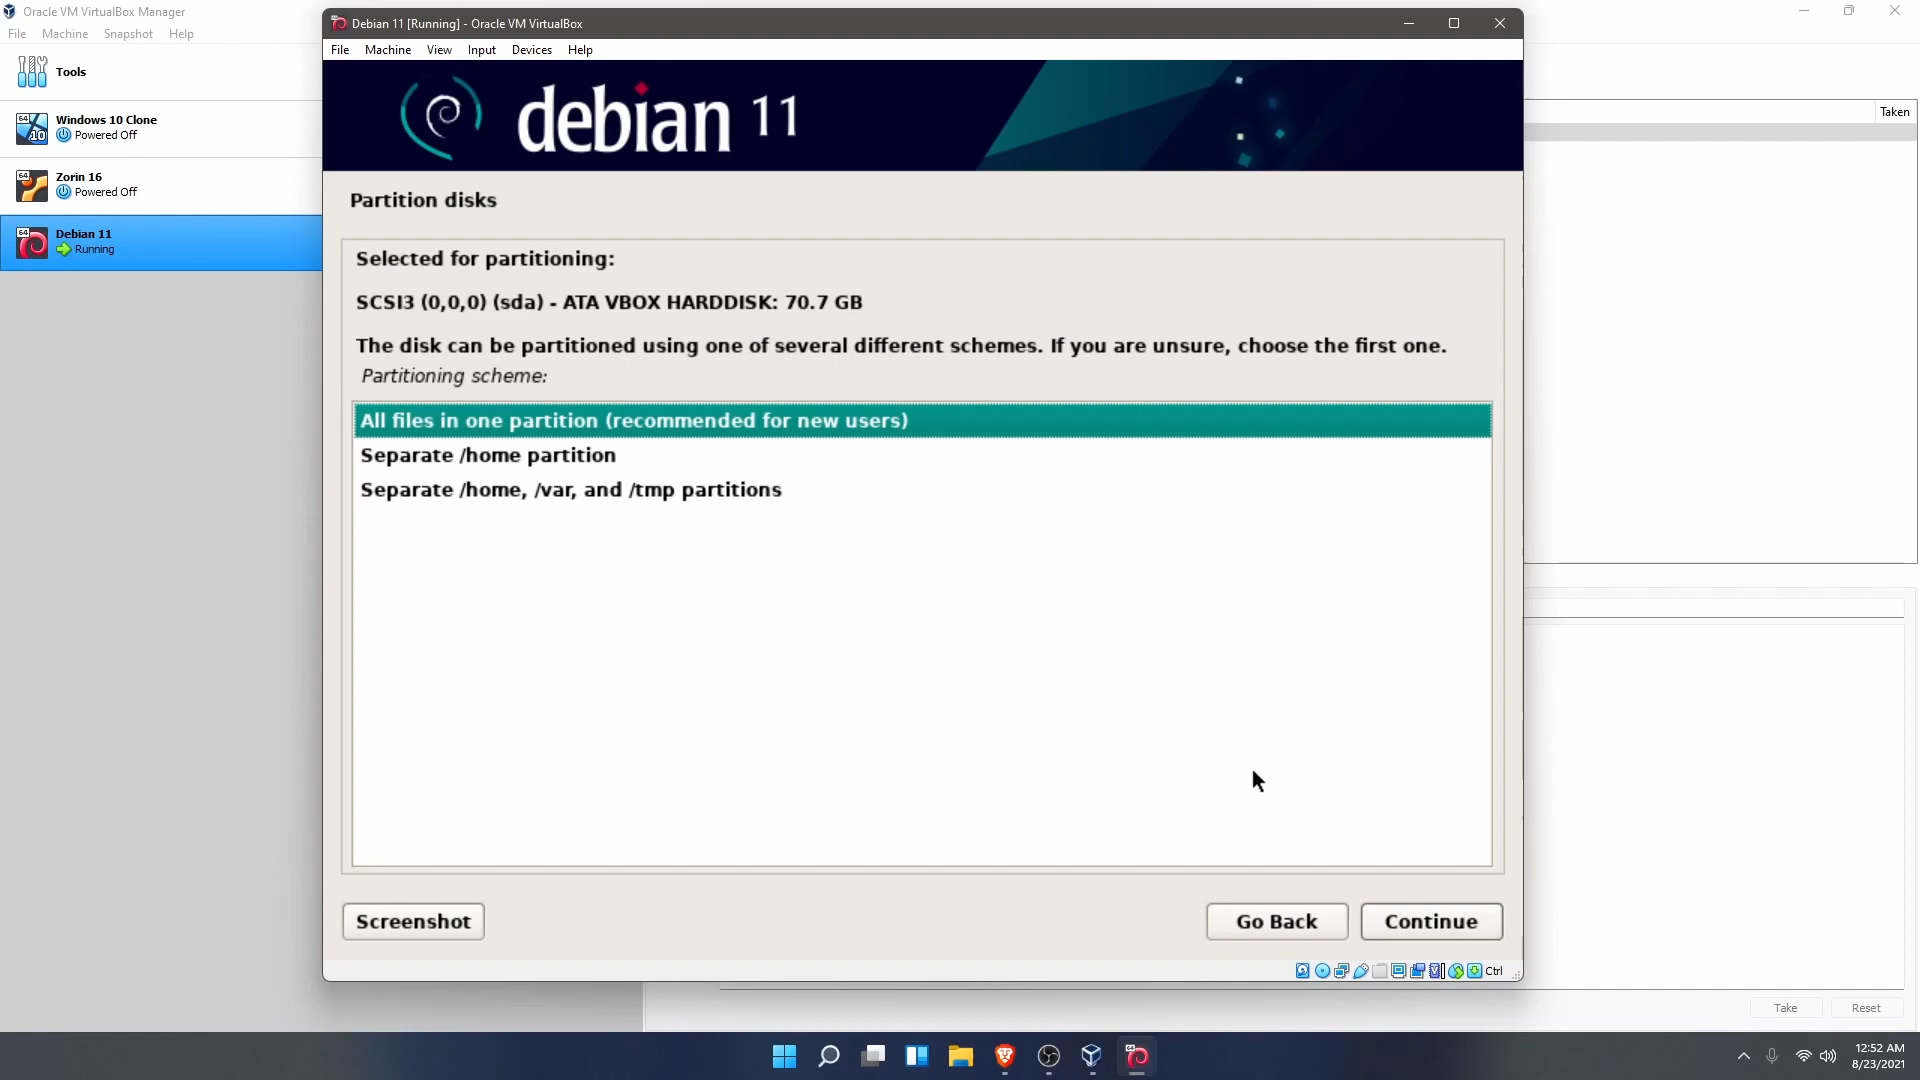 Oracle VM VirtualBox Manager
File Machine Snapshot Help
Tools
64
10
Windows 10 Clone
Powered Off
64
Zorin 16
Powered Off
64
Debian 11
Running
Debian 11 [Running] - Oracle VM VirtualBox
File Machine View Input Devices Help
debian 11
Taken
Partition disks
Selected for partitioning:
SCSI3 (0,0,0) (sda) - ATA VBOX HARDDISK: 70.7 GB
The disk can be partitioned using one of several different schemes. If you are unsure, choose the first one.
Partitioning scheme:
All files in one partition (recommended for new users)
Separate /home partition
Separate /home, /var, and /tmp partitions
Screenshot
Go Back
Continue
Ctrl
Take
Reset
12:52 AM
8/23/2021